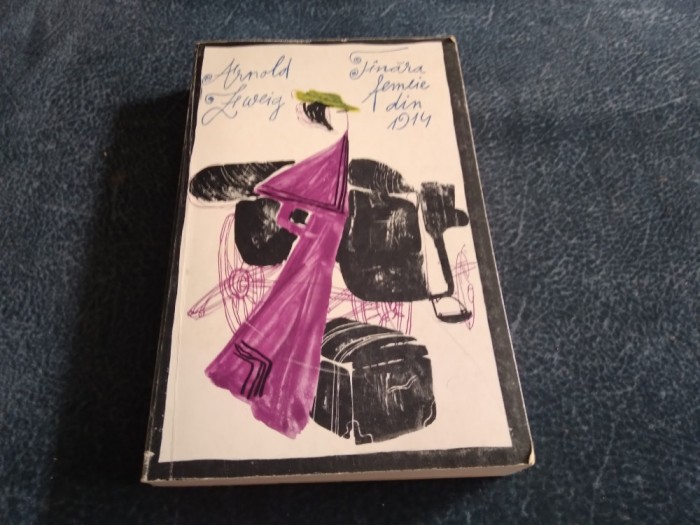 Arnold
Zweig
Tînăra
femeie
din
1914